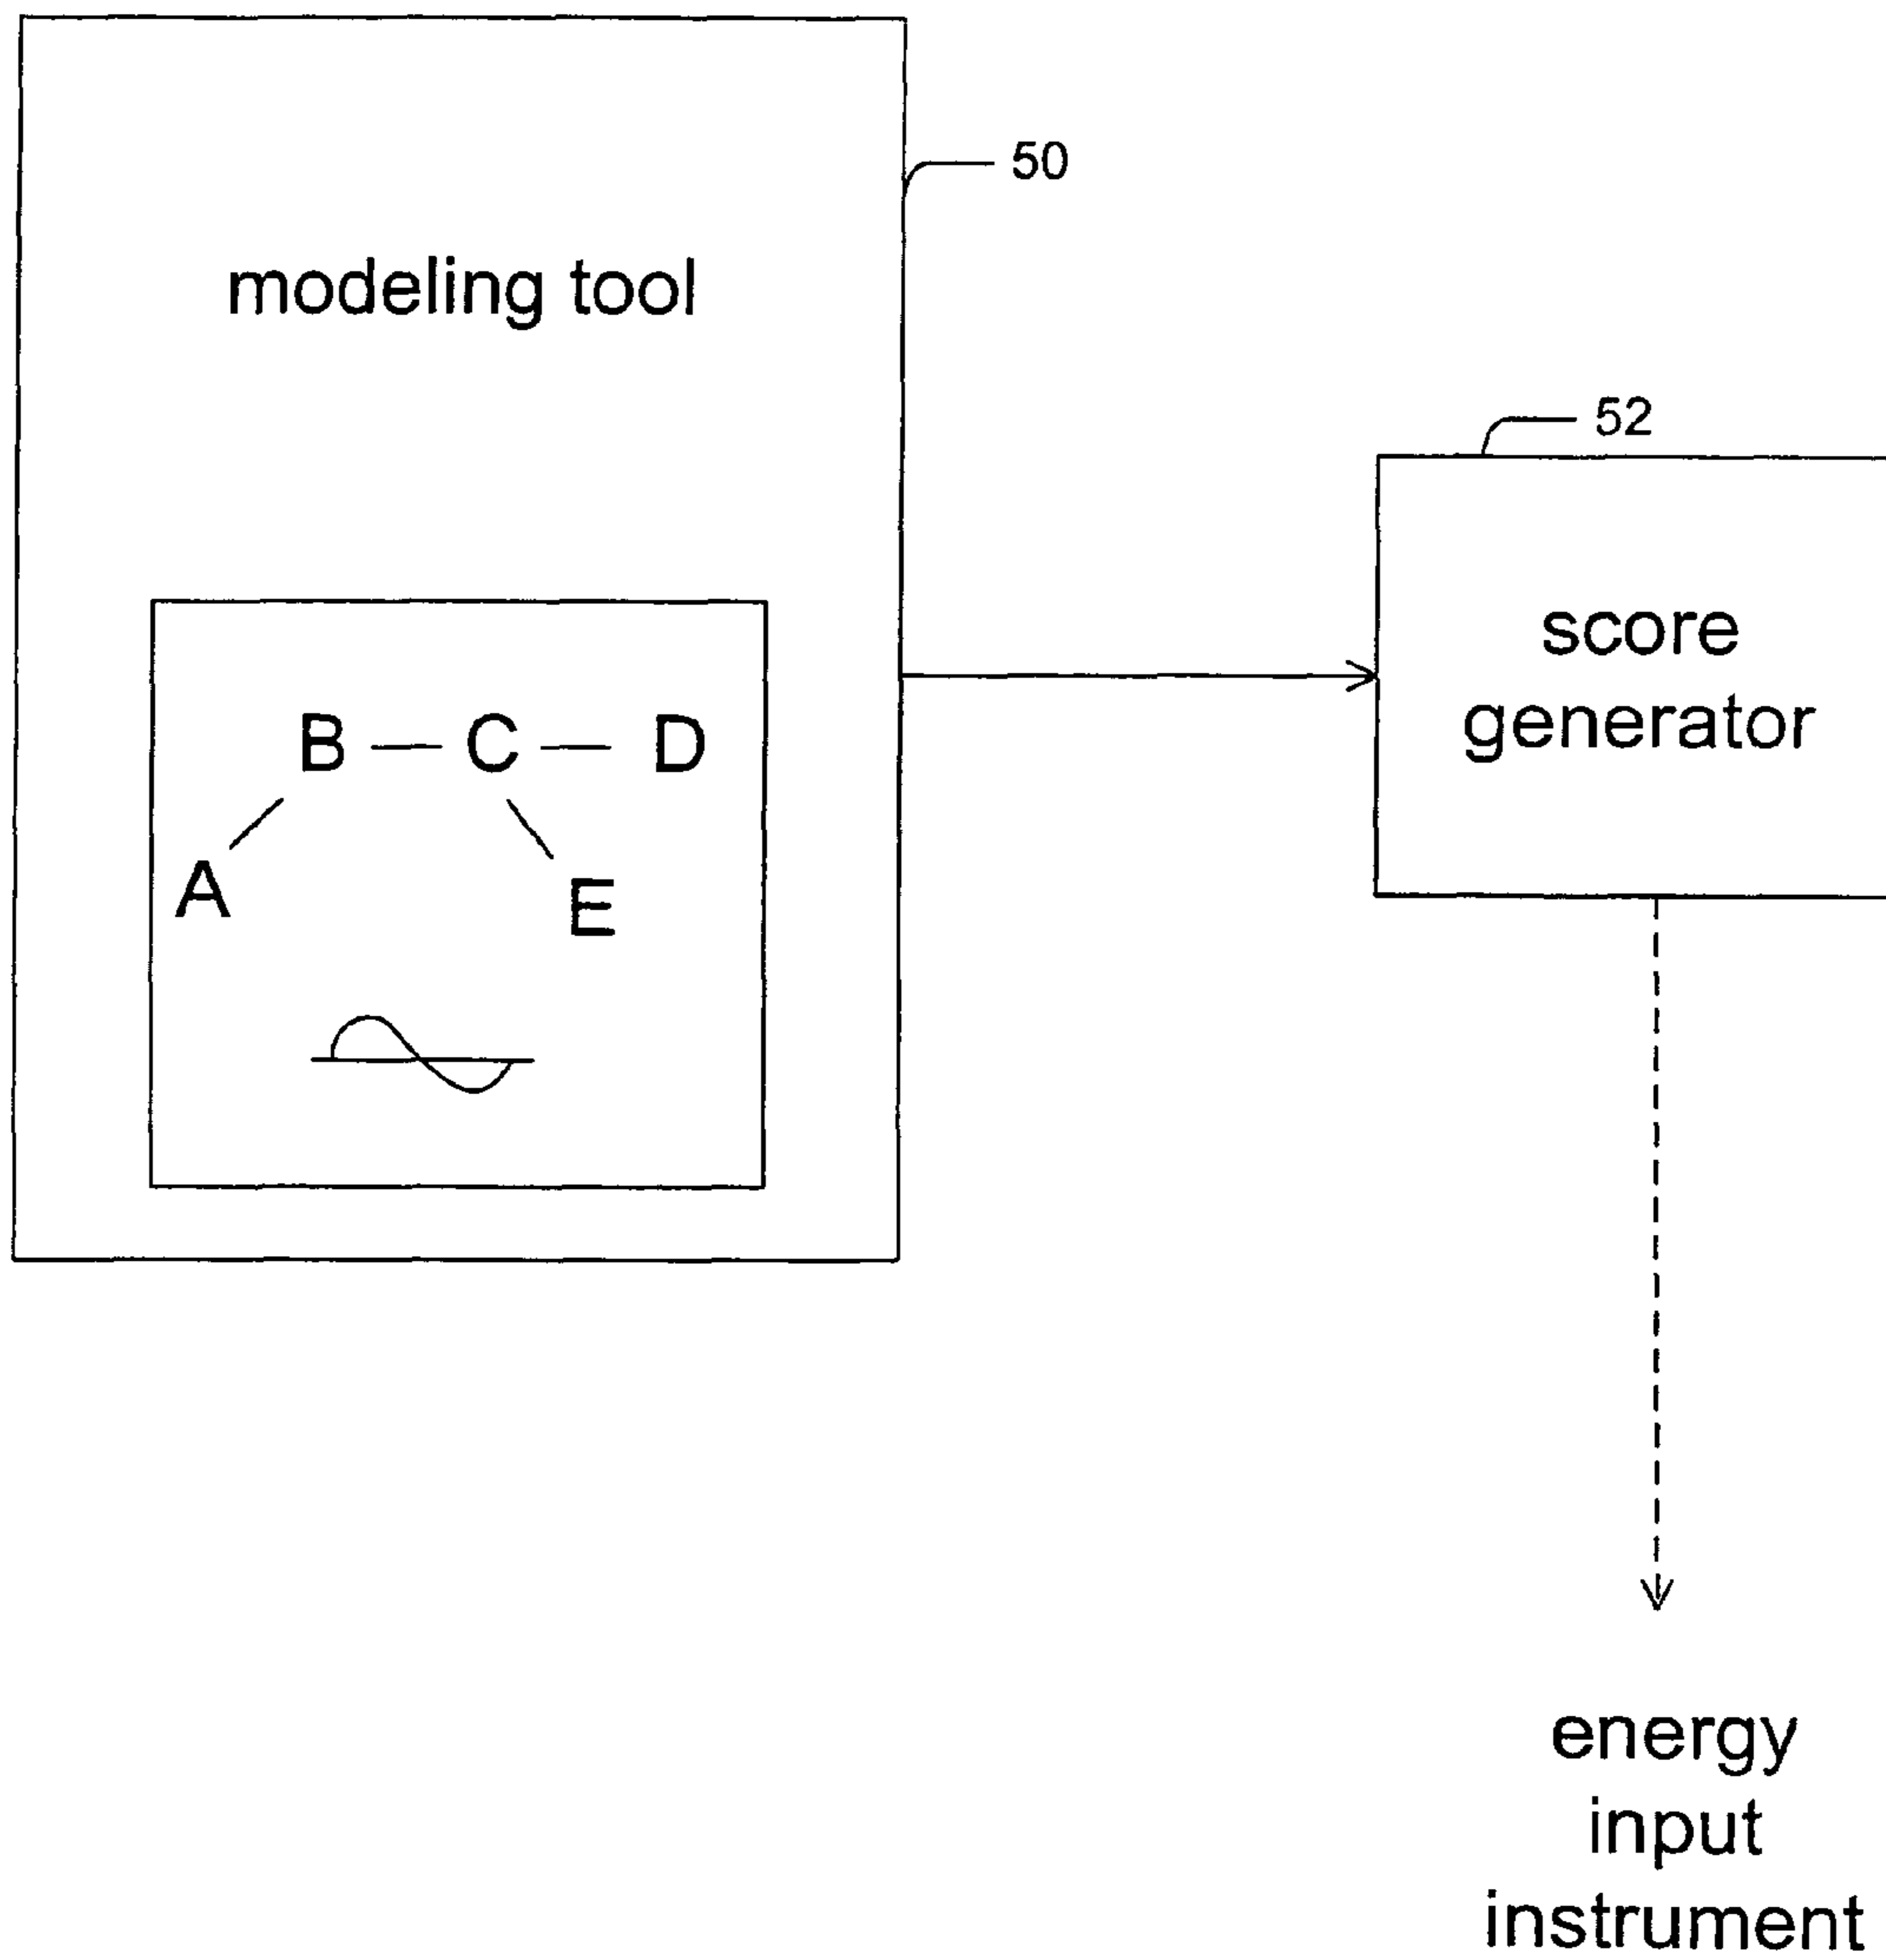 50
modeling tool
52
score
generator
B C D
A
E
energy
input
instrument